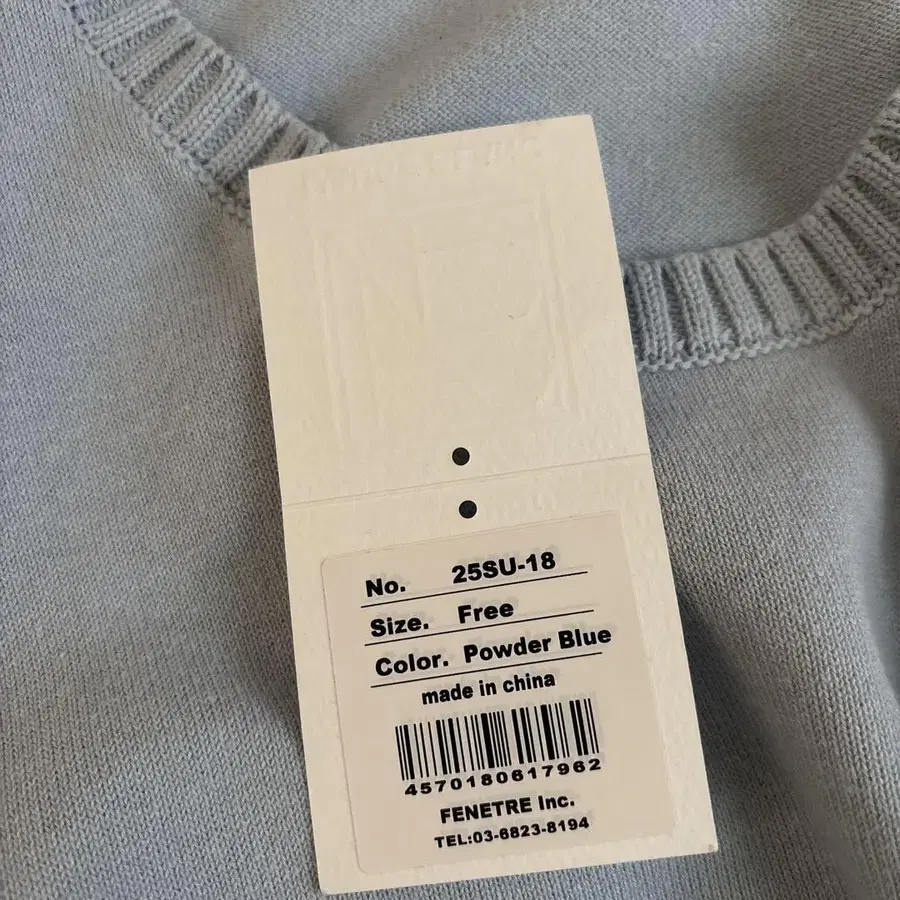 No. 25SU-18
Size. Free
Color. Powder Blue
made in china
4570180617962
FENETRE Inc.
TEL:03-6823-8194